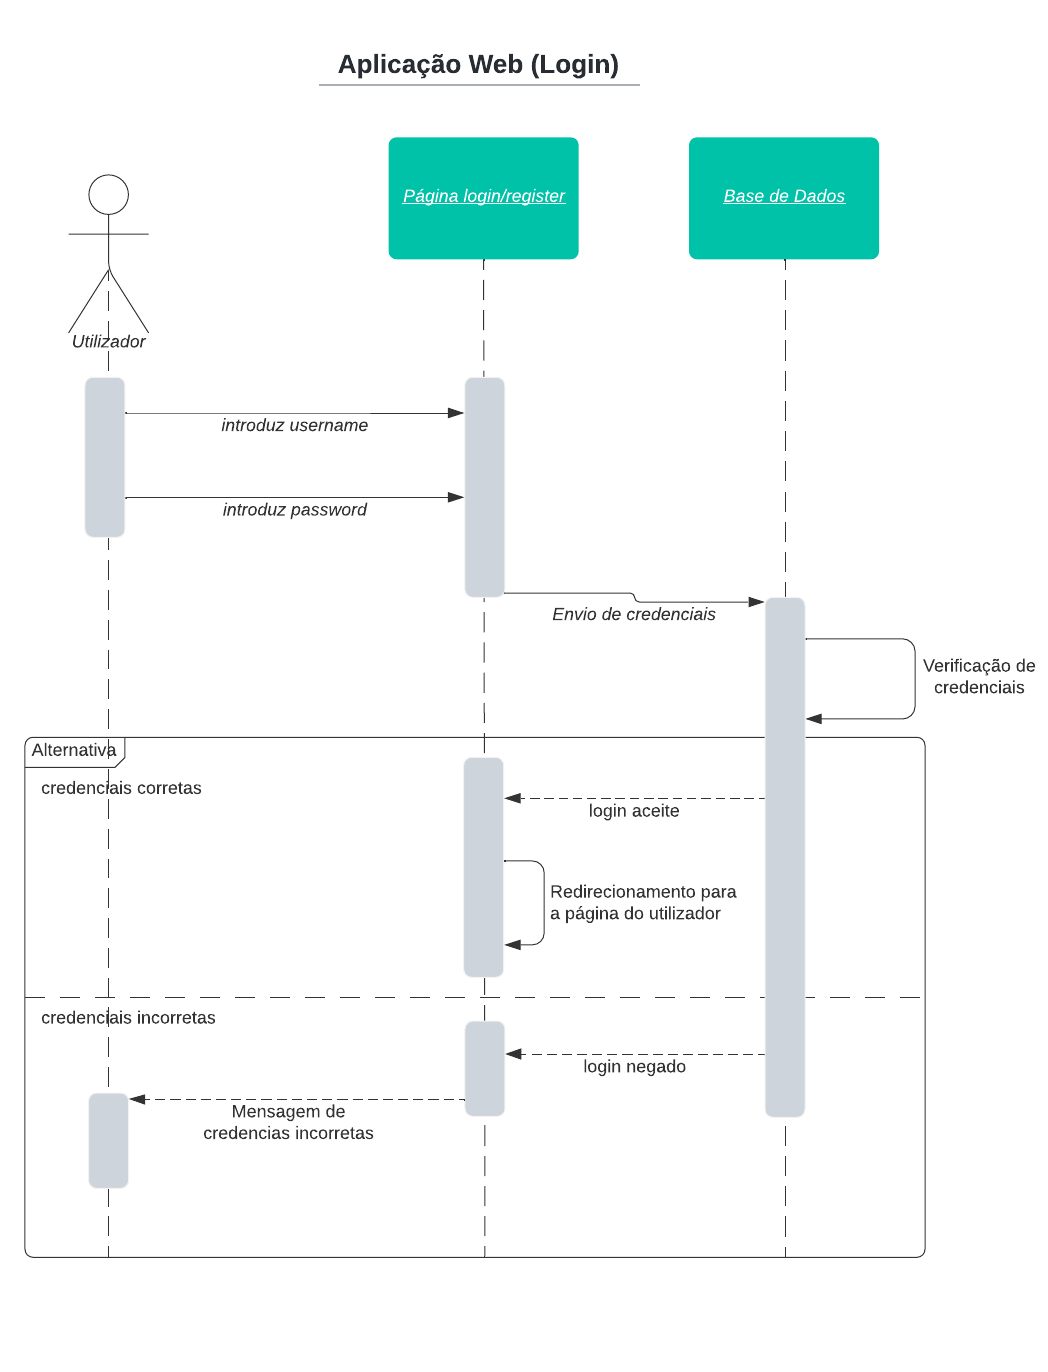 Aplicação Web (Login)
Página login/register
Base de Dados
Utilizador
introduz username
introduz password
Envio de credenciais
Verificação de
credenciais
Alternativa
credenciais corretas
login aceite
Redirecionamento para
a página do utilizador
credenciais incorretas
login negado
Mensagem de
credencias incorretas